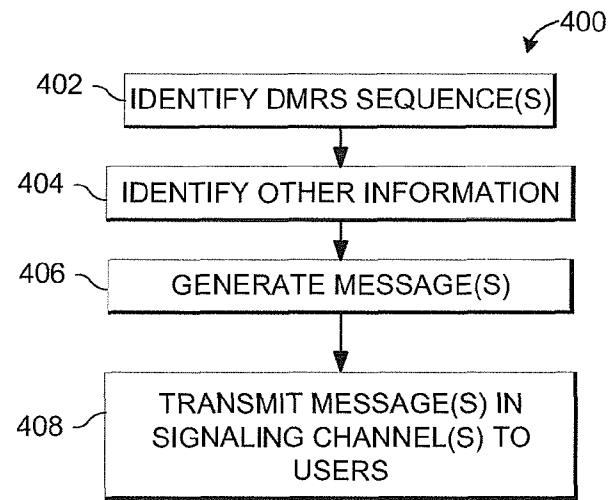 400
402
IDENTIFY DMRS SEQUENCE(S)
404
IDENTIFY OTHER INFORMATION
406
GENERATE MESSAGE(S)
408
TRANSMIT MESSAGE(S) IN
SIGNALING CHANNEL(S) TO
USERS